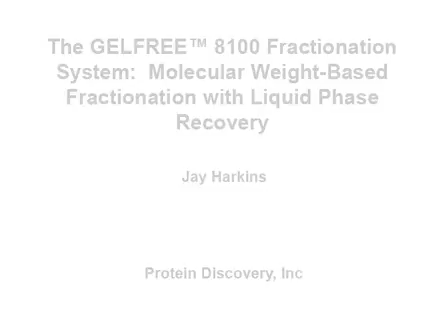 The GELFREE™ 8100 Fractionation
System:  Molecular Weight-Based
Fractionation with Liquid Phase
Recovery
Jay Harkins
Protein Discovery, Inc